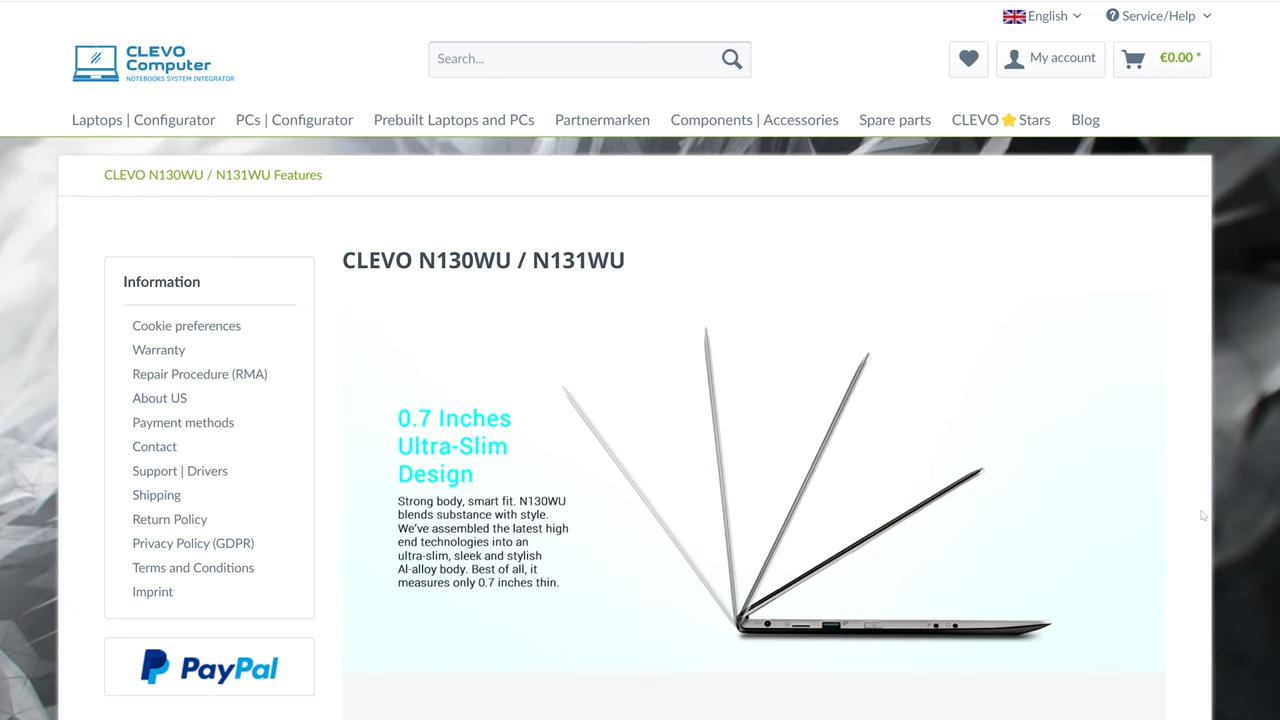 English
Service/Help
CLEVO
Computer
NOTEBOOKS SYSTEM INTEGRATOR
Search...
My account
€0.00 *
Laptops | Configurator
PCs | Configurator
Prebuilt Laptops and PCs
Partnermarken
Components | Accessories
Spare parts
CLEVO⭐Stars
Blog
CLEVO N130WU / N131WU Features
Information
Cookie preferences
Warranty
Repair Procedure (RMA)
About US
Payment methods
Contact
Support | Drivers
Shipping
Return Policy
Privacy Policy (GDPR)
Terms and Conditions
Imprint
PayPal
CLEVO N130WU / N131WU
0.7 Inches
Ultra-Slim
Design
Strong body, smart fit. N130WU
blends substance with style.
We've assembled the latest high
end technologies into an
ultra-slim, sleek and stylish
Al-alloy body. Best of all, it
measures only 0.7 inches thin.